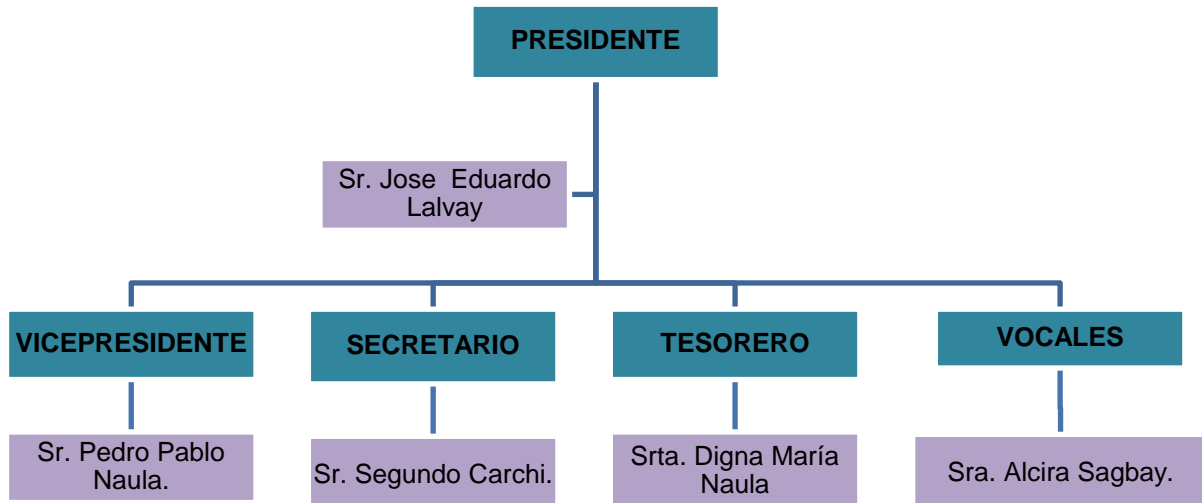 PRESIDENTE
Sr. Jose Eduardo
Lalvay
VICEPRESIDENTE
SECRETARIO
TESORERO
VOCALES
Sr. Pedro Pablo
Naula.
Sr. Segundo Carchi.
Srta. Digna María
Naula
Sra. Alcira Sagbay.